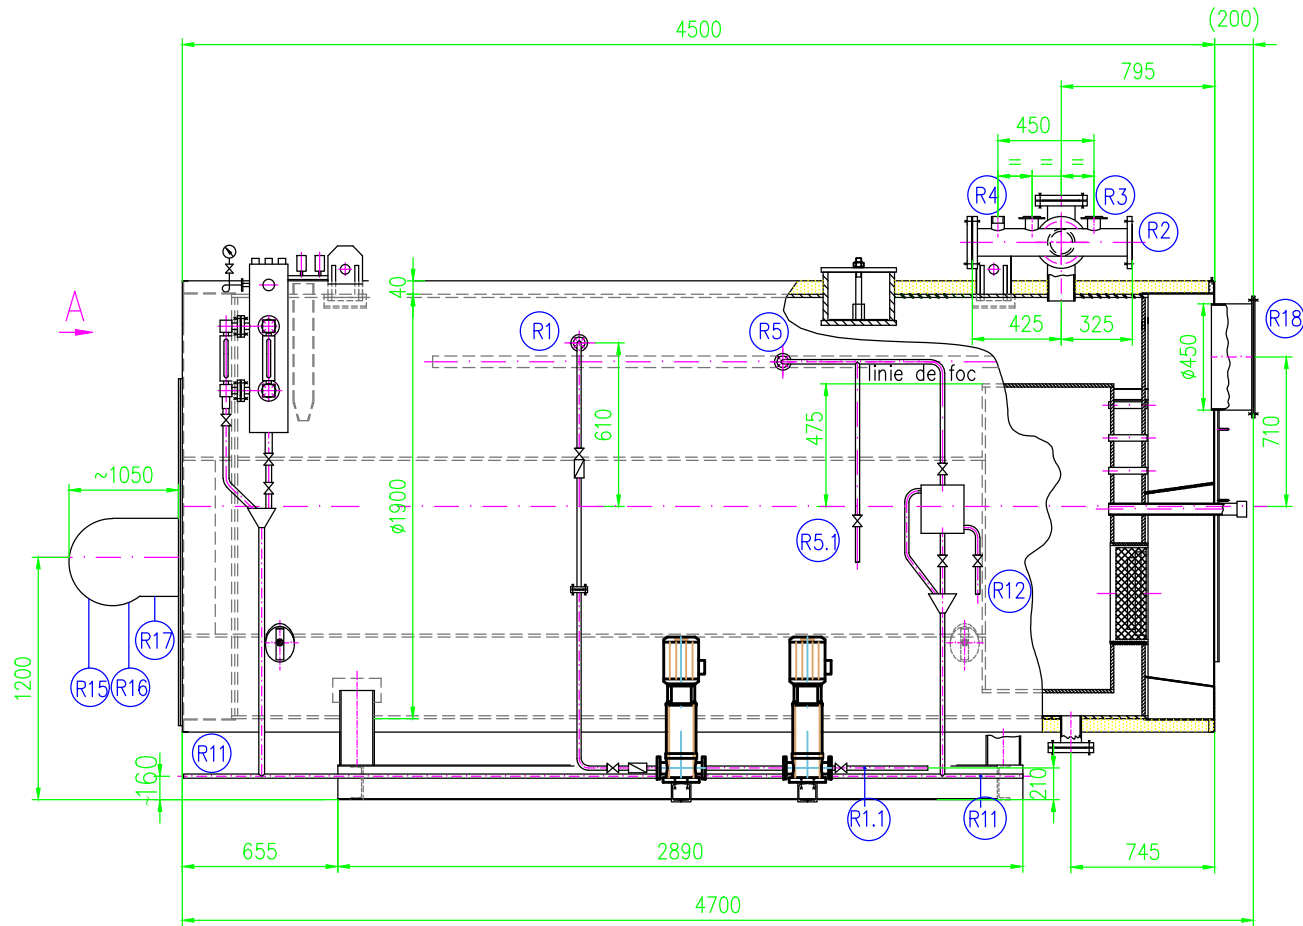 (200)
4500
795
450
= = =
R4
R3
R2
A
40
R1
R5
425
325
R18
ø450
linie de foc
610
475
710
~1050
ø1900
R5.1
R12
R17
R15
R16
1200
R11
~160
210
R1.1
R11
655
2890
745
4700